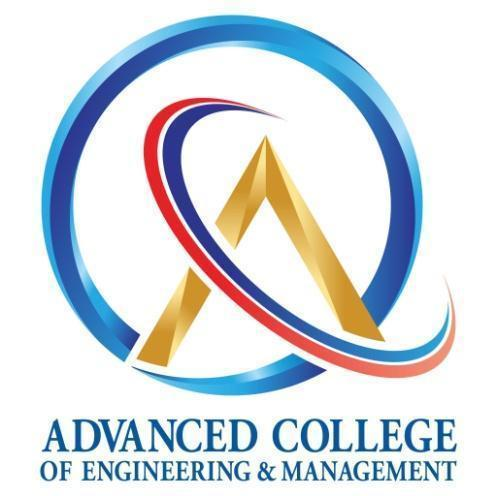 ADVANCED COLLEGE
OF ENGINEERING & MANAGEMENT